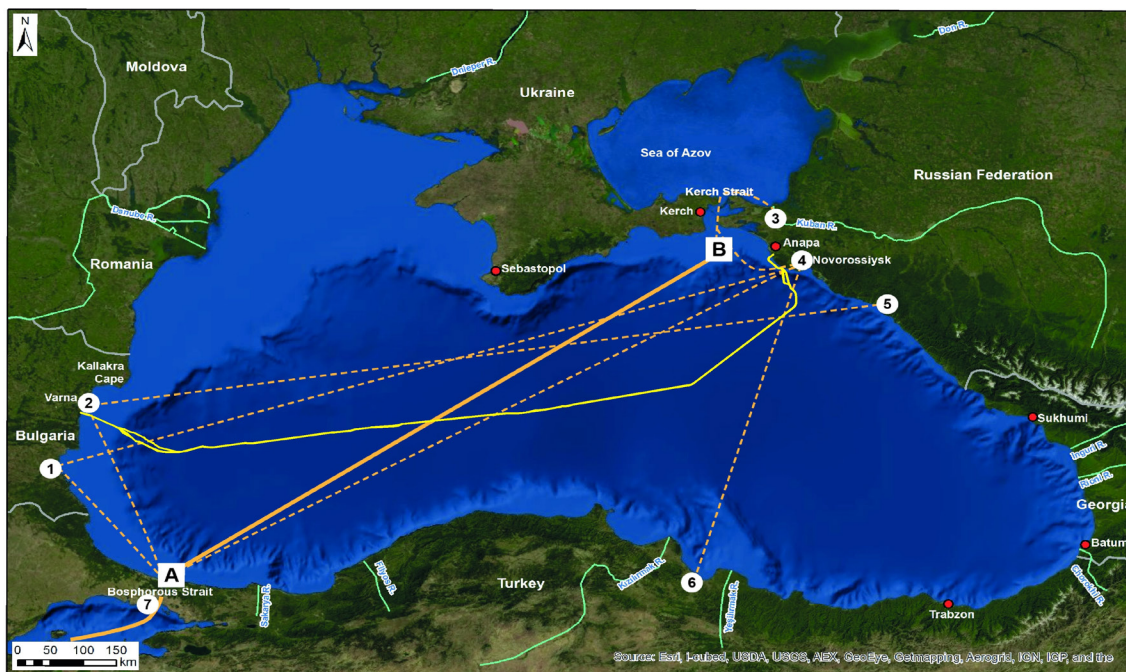 N
Moldova
Dnieper R.
Don R.
Ukraine
Sea of Azov
Russian Federation
Kerch Strait
Kerch
3
Kuban R.
Danube R.
Romania
B
Anapa
4
Novorossiysk
Sebastopol
5
Kallakra
Cape
Varna
2
Bulgaria
Sukhumi
1
Inguri R.
Rioni R.
Georgia
Batum
A
Turkey
Kızılırmak R.
6
Yeşilırmak R.
Chorokhi R.
Bosphorous Strait
7
Sakarya R.
Trabzon
0
50
100
150
km
Source: Esri, i-cubed, USDA, USGS, AEX, GeoEye, Getmapping, Aerogrid, IGN, IGP, and the